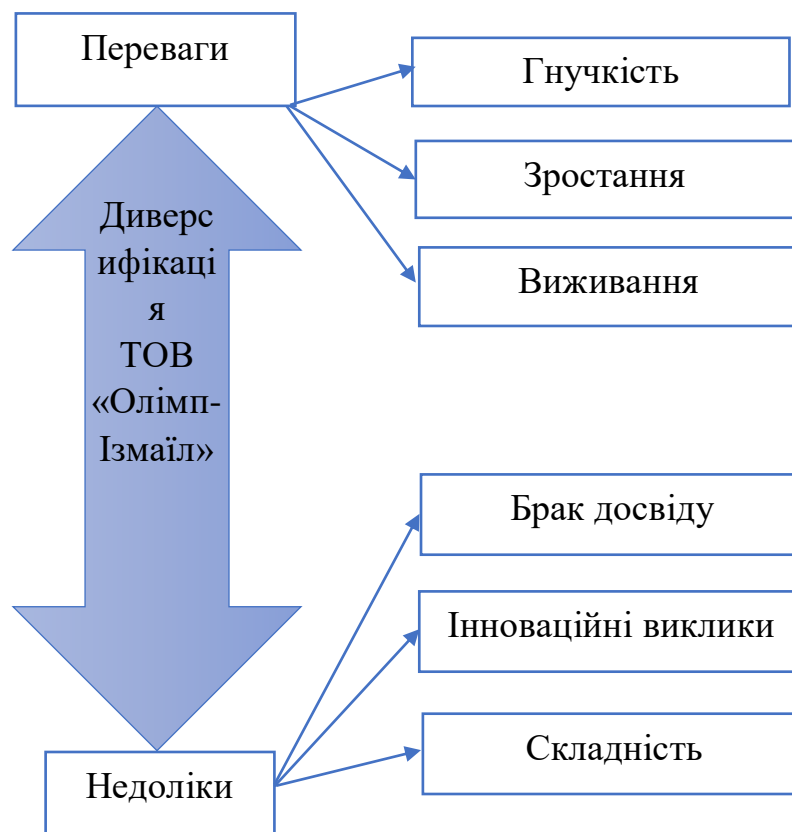 Переваги
Гнучкість
Зростання
Виживання
Диверс
ифікаці
я
ТОВ
«Олімп-
Ізмаїл»
Брак досвіду
Інноваційні виклики
Складність
Недоліки